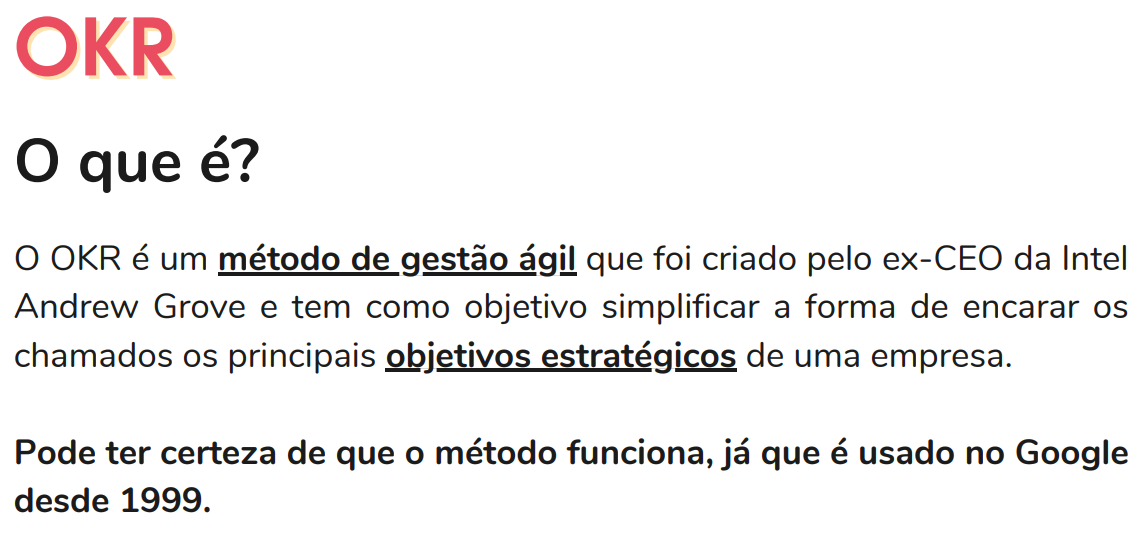 OKR
O que é?
O OKR é um método de gestão ágil que foi criado pelo ex-CEO da Intel
Andrew Grove e tem como objetivo simplificar a forma de encarar os
chamados os principais objetivos estratégicos de uma empresa.
Pode ter certeza de que o método funciona, já que é usado no Google
desde 1999.